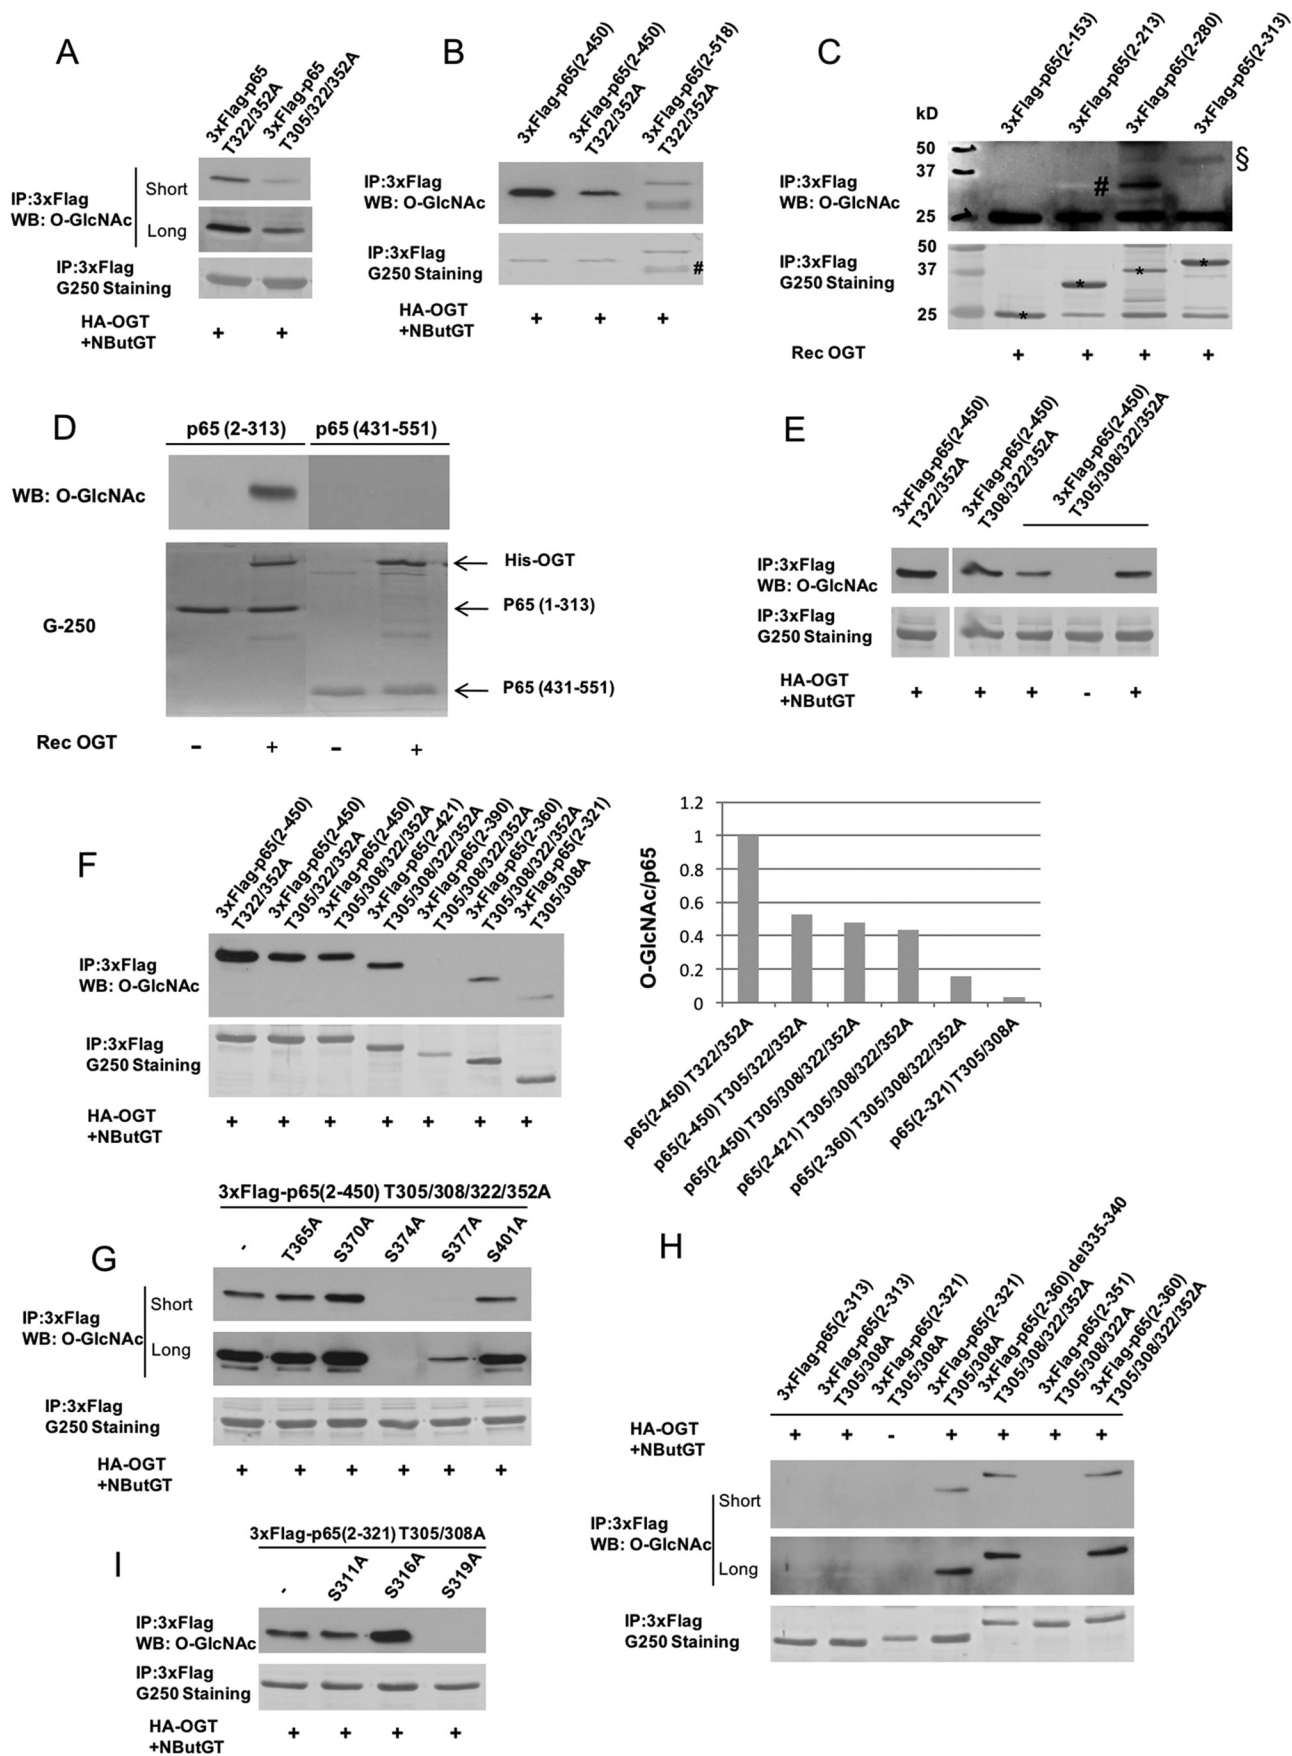 A
3xFlag-p65
T322/352A
3xFlag-p65
T305/322/352A
IP:3xFlag
WB: O-GlcNAc
Short
Long
IP:3xFlag
G250 Staining
HA-OGT
+NButGT
+ +
B
3xFlag-p65(2-450)
3xFlag-p65(2-450)
T322/352A
3xFlag-p65(2-518)
T322/352A
IP:3xFlag
WB: O-GlcNAc
IP:3xFlag
G250 Staining
#
HA-OGT
+NButGT
+ + +
C
3xFlag-p65(2-153)
3xFlag-p65(2-213)
3xFlag-p65(2-280)
3xFlag-p65(2-313)
kD
50
37
25
IP:3xFlag
WB: O-GlcNAc
#
§
50
37
25
IP:3xFlag
G250 Staining
* * * *
Rec OGT
+ + + +
D
p65 (2-313) p65 (431-551)
WB: O-GlcNAc
G-250
His-OGT
P65 (1-313)
P65 (431-551)
Rec OGT
- + - +
E
3xFlag-p65(2-450)
T322/352A
3xFlag-p65(2-450)
T308/322/352A
3xFlag-p65(2-450)
T305/308/322/352A
IP:3xFlag
WB: O-GlcNAc
IP:3xFlag
G250 Staining
HA-OGT
+NButGT
+ + + - +
F
3xFlag-p65(2-450)
T322/352A
3xFlag-p65(2-450)
T305/322/352A
3xFlag-p65(2-450)
T305/308/322/352A
3xFlag-p65(2-421)
T305/308/322/352A
3xFlag-p65(2-390)
T305/308/322/352A
3xFlag-p65(2-360)
T305/308/322/352A
3xFlag-p65(2-321)
T305/308A
IP:3xFlag
WB: O-GlcNAc
IP:3xFlag
G250 Staining
HA-OGT
+NButGT
+ + + + + + +
O-GlcNAc/p65
1.2
1
0.8
0.6
0.4
0.2
0
p65(2-450) T322/352A
p65(2-450) T305/322/352A
p65(2-450) T305/308/322/352A
p65(2-421) T305/308/322/352A
p65(2-360) T305/308/322/352A
p65(2-321) T305/308A
G
3xFlag-p65(2-450) T305/308/322/352A
-
T365A
S370A
S374A
S377A
S401A
IP:3xFlag
WB: O-GlcNAc
Short
Long
IP:3xFlag
G250 Staining
HA-OGT
+NButGT
+ + + + + +
H
3xFlag-p65(2-313)
3xFlag-p65(2-313)
T305/308A
3xFlag-p65(2-321)
T305/308A
3xFlag-p65(2-321)
T305/308A
3xFlag-p65(2-360) del335-340
T305/308/322/352A
3xFlag-p65(2-351)
T305/308/322A
3xFlag-p65(2-360)
T305/308/322/352A
HA-OGT
+NButGT
+ + - + + + +
IP:3xFlag
WB: O-GlcNAc
Short
Long
IP:3xFlag
G250 Staining
I
3xFlag-p65(2-321) T305/308A
-
S311A
S316A
S319A
IP:3xFlag
WB: O-GlcNAc
IP:3xFlag
G250 Staining
HA-OGT
+NButGT
+ + + +